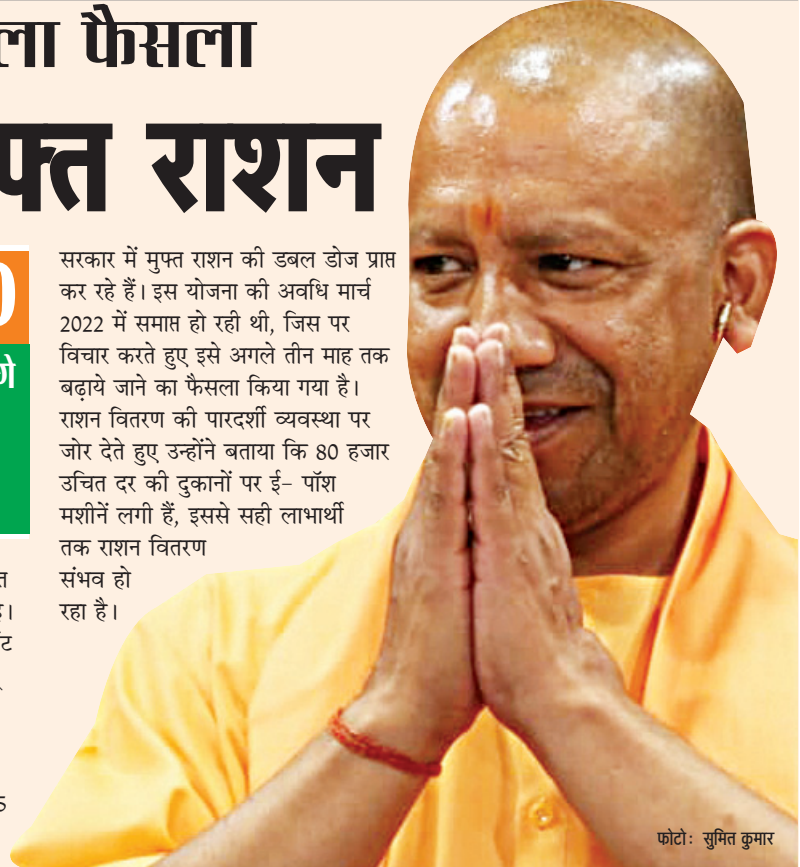 ला फैसला
फ्त राशन
सरकार में मुफ्त राशन की डबल डोज प्राप्त
कर रहे हैं। इस योजना की अवधि मार्च
2022 में समाप्त हो रही थी, जिस पर
विचार करते हुए इसे अगले तीन माह तक
बढ़ाये जाने का फैसला किया गया है।
राशन वितरण की पारदर्शी व्यवस्था पर
जोर देते हुए उन्होंने बताया कि 80 हजार
उचित दर की दुकानों पर ई- पॉश
मशीनें लगी हैं, इससे सही लाभार्थी
तक राशन वितरण
संभव हो
रहा है।
फोटो: सुमित कुमार